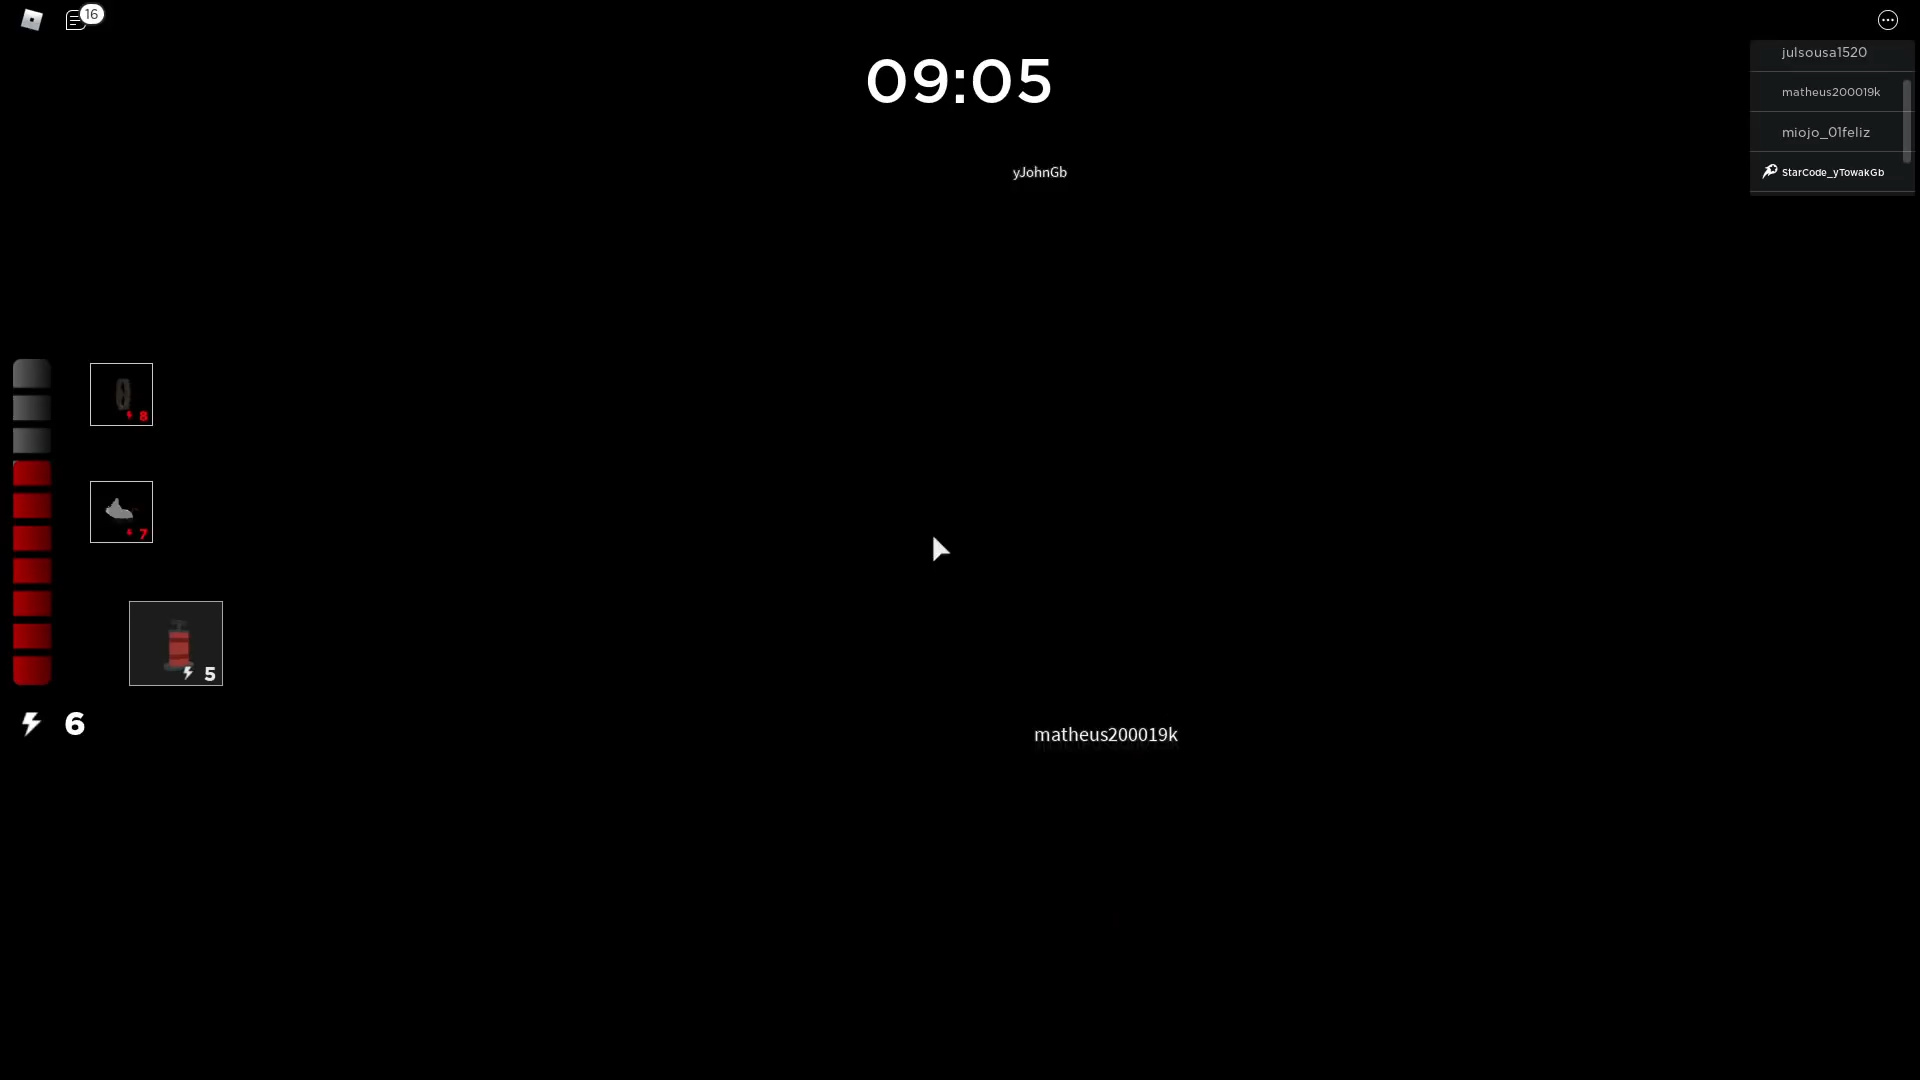 16
09:05
julsousa1520
matheus200019k
miojo_01feliz
StarCode_yTowakGb
yJohnGb
8
7
5
6
matheus200019k